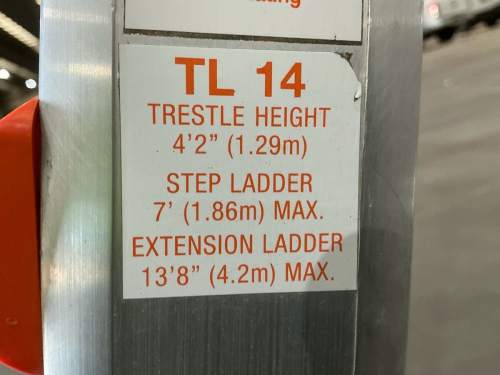 TL 14
TRESTLE HEIGHT
4'2” (1.29m)
STEP LADDER
7' (1.86m) MAX.
EXTENSION LADDER
13'8” (4.2m) MAX.